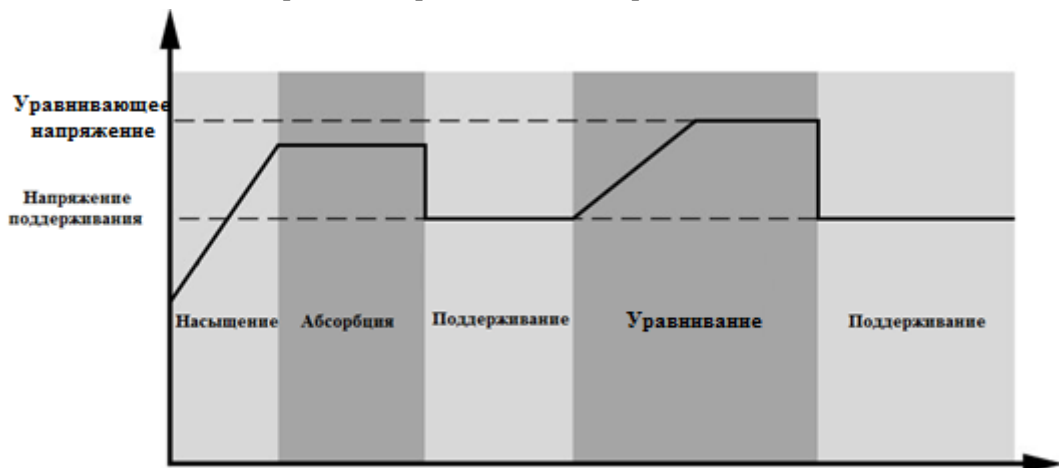 Уравнивающее
напряжение
Напряжение
поддерживания
Насыщение
Абсорбция
Поддерживание
Уравнивание
Поддерживание